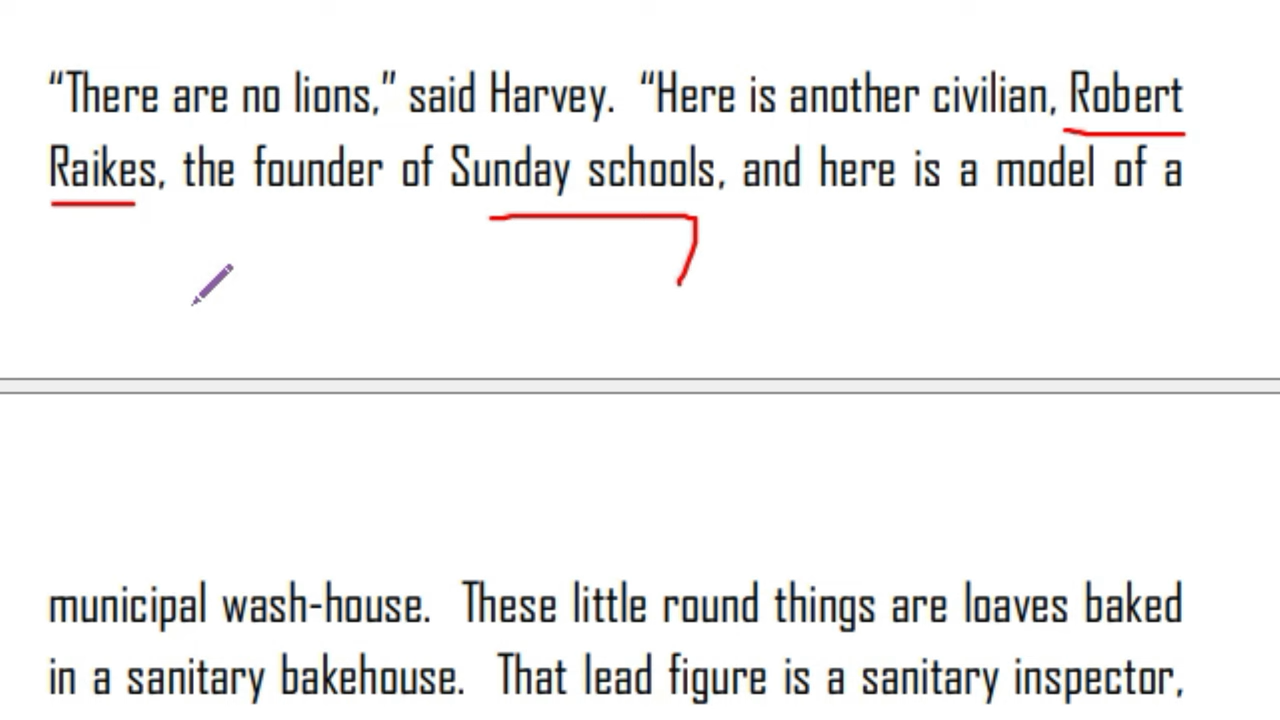 “There are no lions,” said Harvey. “Here is another civilian, Robert
Raikes, the founder of Sunday schools, and here is a model of a
municipal wash-house. These little round things are loaves baked
in a sanitary bakehouse. That lead figure is a sanitary inspector,